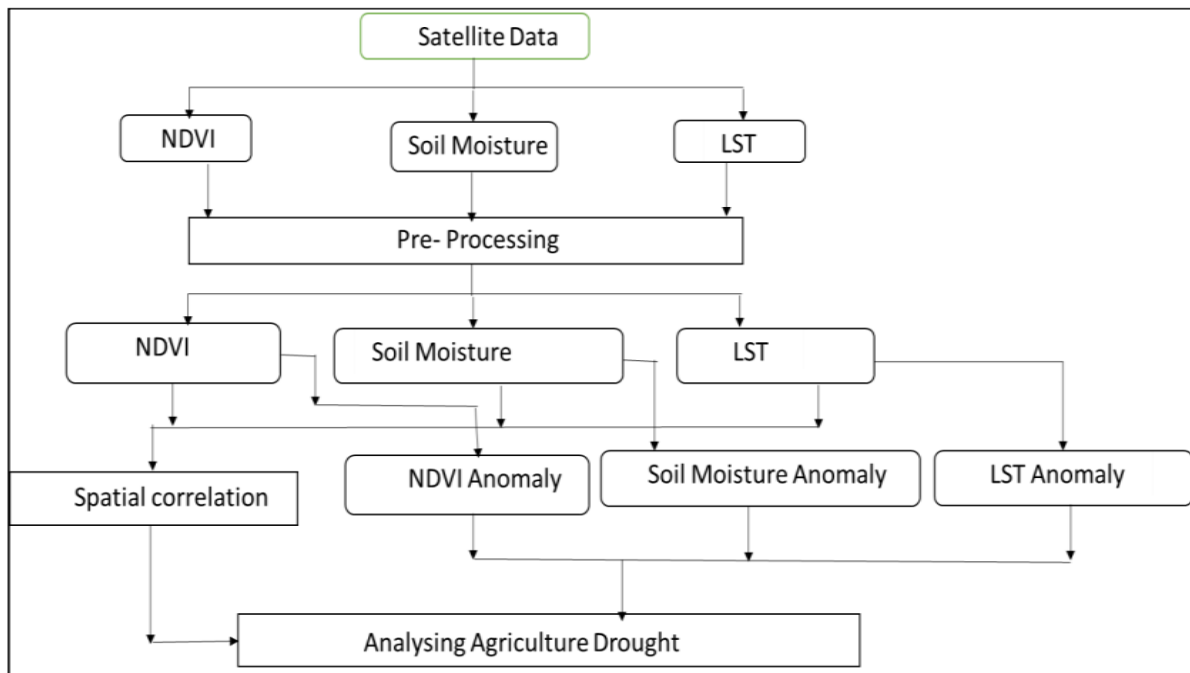 Satellite Data
NDVI
Soil Moisture
LST
Pre- Processing
NDVI
Soil Moisture
LST
Spatial correlation
NDVI Anomaly
Soil Moisture Anomaly
LST Anomaly
Analysing Agriculture Drought